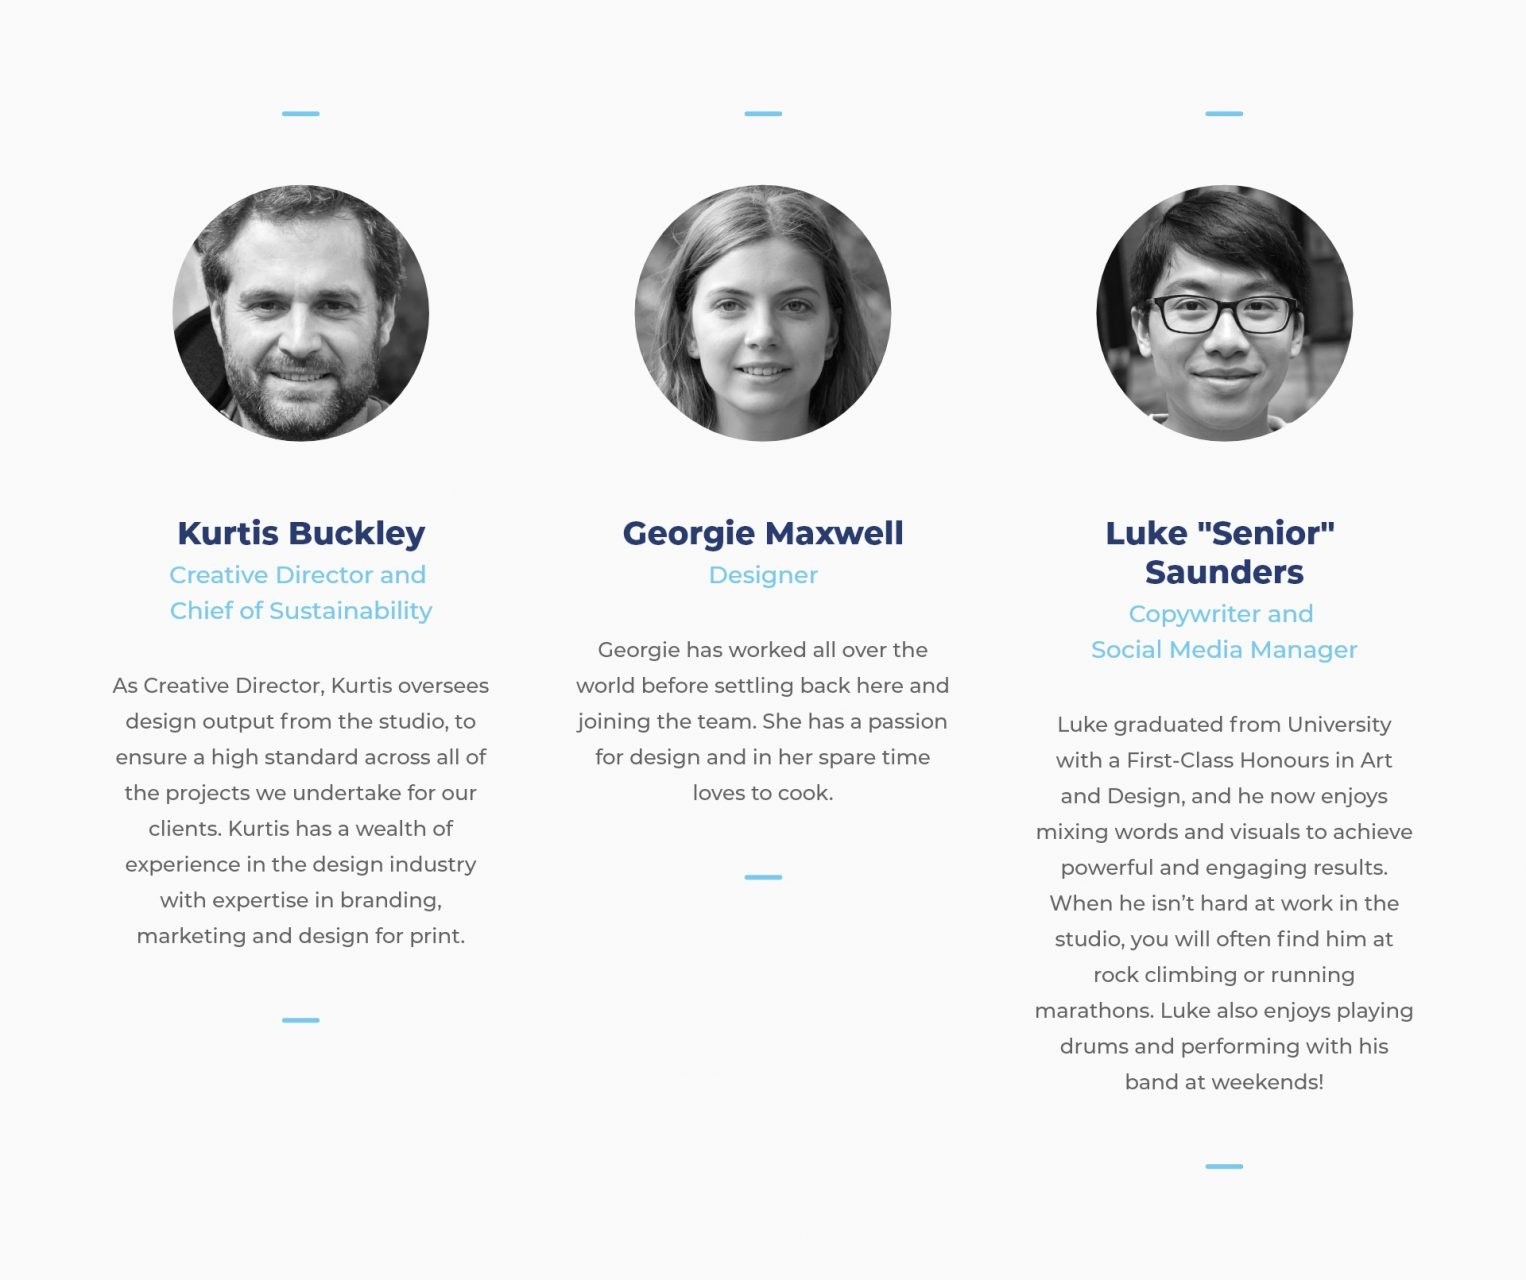 Kurtis Buckley
Creative Director and
Chief of Sustainability
As Creative Director, Kurtis oversees
design output from the studio, to
ensure a high standard across all of
the projects we undertake for our
clients. Kurtis has a wealth of
experience in the design industry
with expertise in branding,
marketing and design for print.
Georgie Maxwell
Designer
Georgie has worked all over the
world before settling back here and
joining the team. She has a passion
for design and in her spare time
loves to cook.
Luke "Senior"
Saunders
Copywriter and
Social Media Manager
Luke graduated from University
with a First-Class Honours in Art
and Design, and he now enjoys
mixing words and visuals to achieve
powerful and engaging results.
When he isn’t hard at work in the
studio, you will often find him at
rock climbing or running
marathons. Luke also enjoys playing
drums and performing with his
band at weekends!